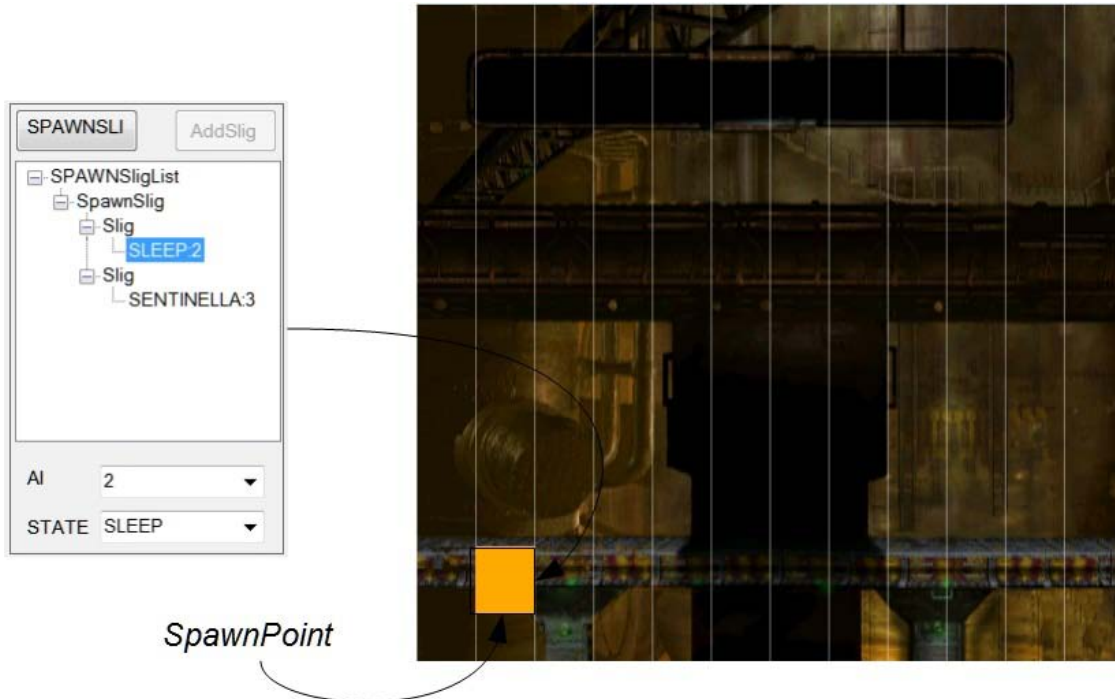 SPAWNSLI AddSlig
SPAWNSligList
SpawnSlig
Slig
SLEEP:2
Slig
SENTINELLA:3
AI 2
STATE SLEEP
SpawnPoint